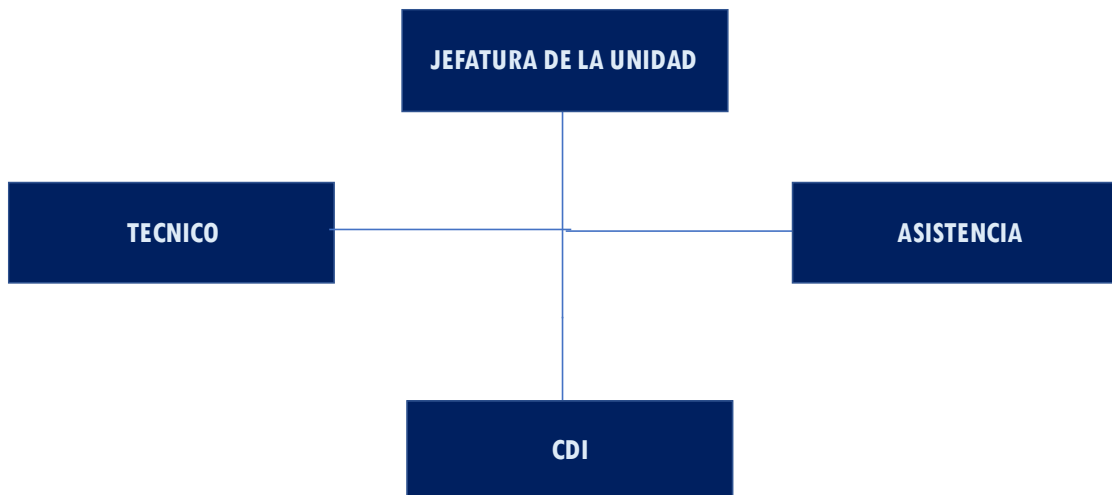 JEFATURA DE LA UNIDAD
TECNICO
ASISTENCIA
CDI